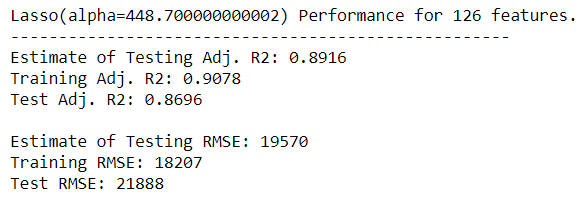 Lasso(alpha=448.700000000002) Performance for 126 features.
--------------------------------------------------
Estimate of Testing Adj. R2: 0.8916
Training Adj. R2: 0.9078
Test Adj. R2: 0.8696
Estimate of Testing RMSE: 19570
Training RMSE: 18207
Test RMSE: 21888